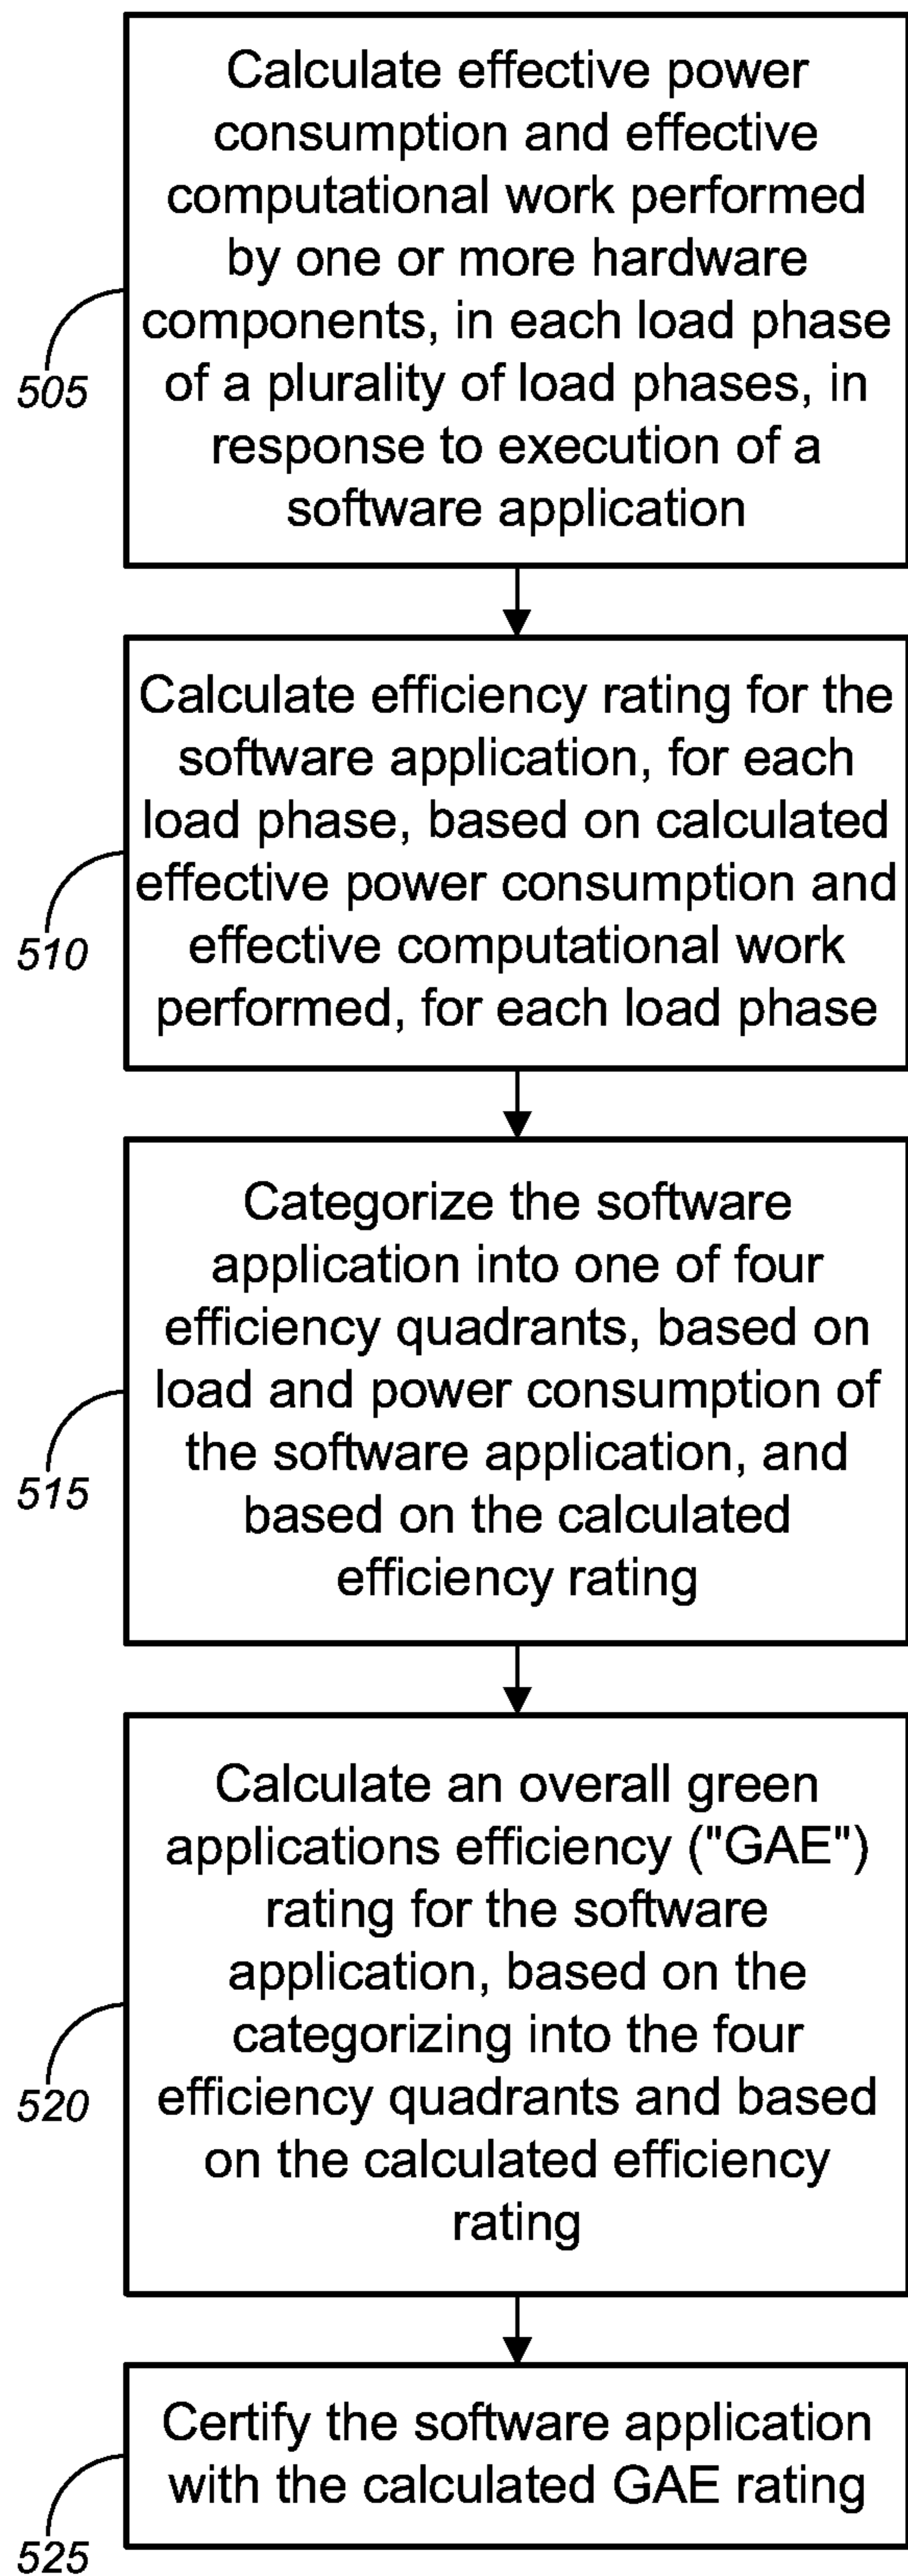 Calculate effective power
consumption and effective
computational work performed
by one or more hardware
components, in each load phase
of a plurality of load phases, in
response to execution of a
software application
505
Calculate efficiency rating for the
software application, for each
load phase, based on calculated
effective power consumption and
effective computational work
performed, for each load phase
510
Categorize the software
application into one of four
efficiency quadrants, based on
load and power consumption of
the software application, and
based on the calculated
efficiency rating
515
Calculate an overall green
applications efficiency ("GAE")
rating for the software
application, based on the
categorizing into the four
efficiency quadrants and based
on the calculated efficiency
rating
520
Certify the software application
with the calculated GAE rating
525